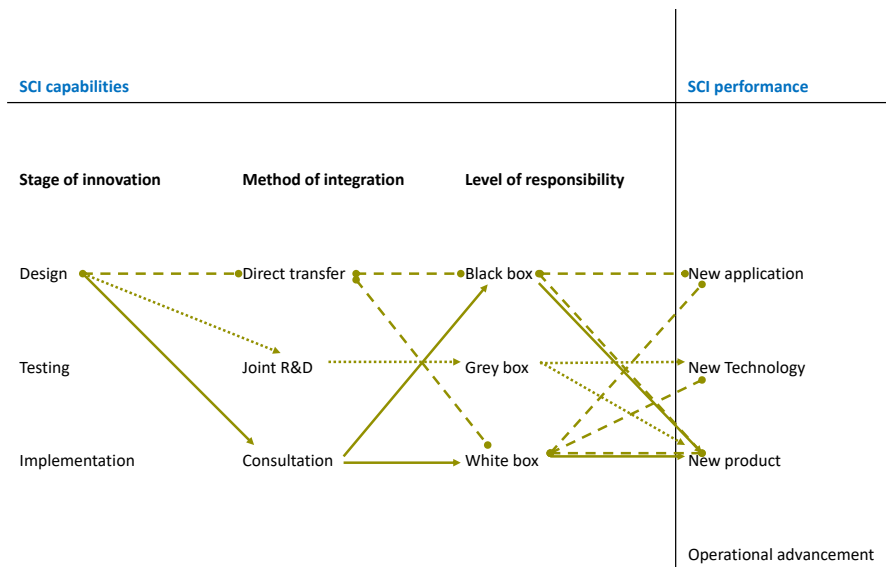 SCI capabilities
SCI performance
Stage of innovation
Method of integration
Level of responsibility
Design
Direct transfer
Black box
New application
Testing
Joint R&D
Grey box
New Technology
Implementation
Consultation
White box
New product
Operational advancement